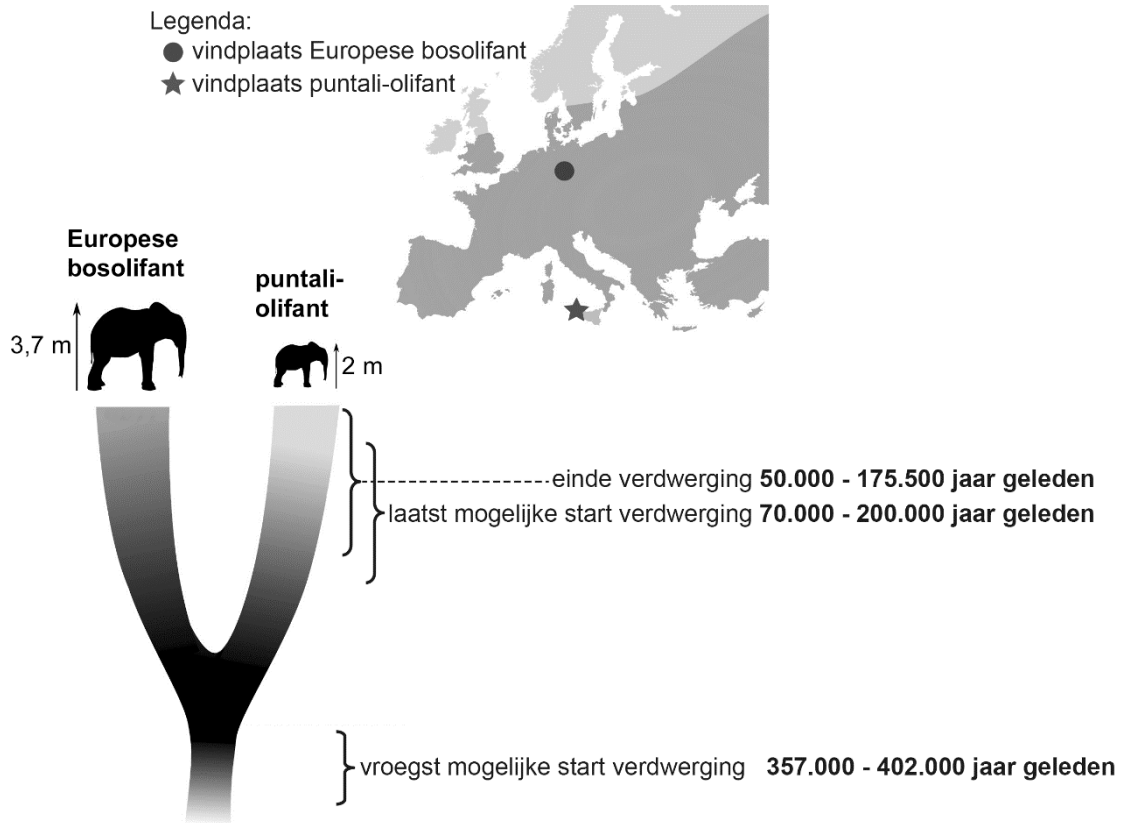 Legenda:
vindplaats Europese bosolifant
vindplaats puntali-olifant
Europese
bosolifant
puntali-
olifant
3,7 m
2 m
einde verdwerging 50.000 - 175.500 jaar geleden
laatst mogelijke start verdwerging 70.000 - 200.000 jaar geleden
vroegst mogelijke start verdwerging 357.000 - 402.000 jaar geleden